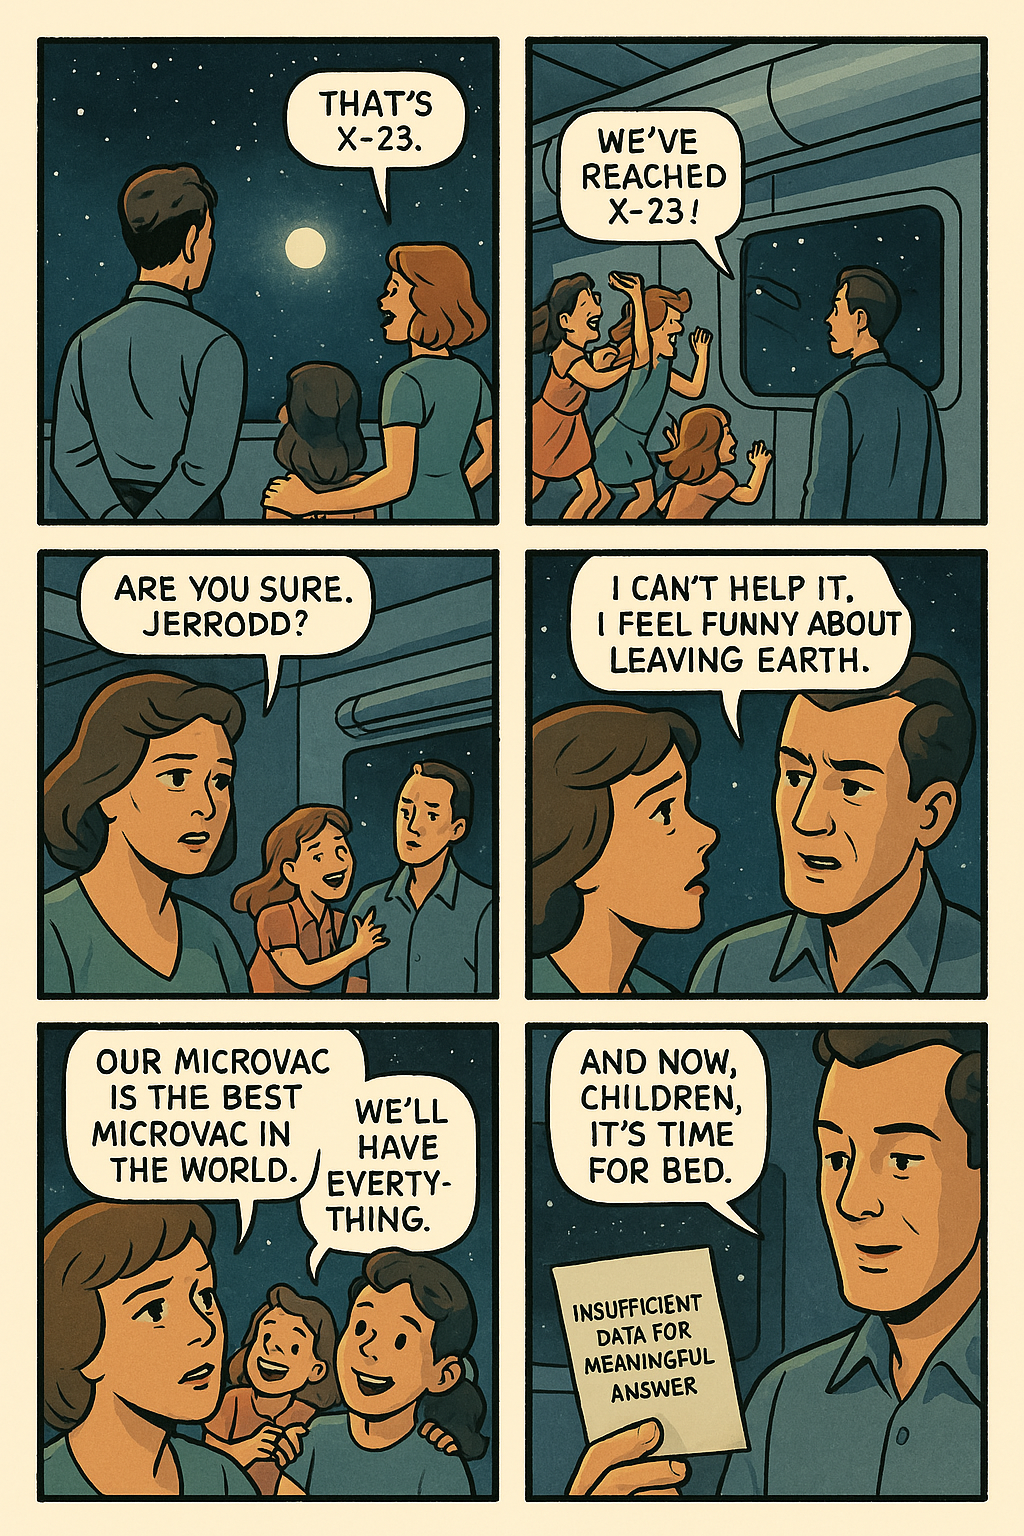 THAT'S
X-23.
WE'VE
REACHED
X-23!
ARE YOU SURE.
JERRODD?
I CAN'T HELP IT.
I FEEL FUNNY ABOUT
LEAVING EARTH.
OUR MICROVAC
IS THE BEST
MICROVAC IN
THE WORLD.
WE'LL
HAVE
EVERTY-
THING.
AND NOW,
CHILDREN,
IT'S TIME
FOR BED.
INSUFFICIENT
DATA FOR
MEANINGFUL
ANSWER